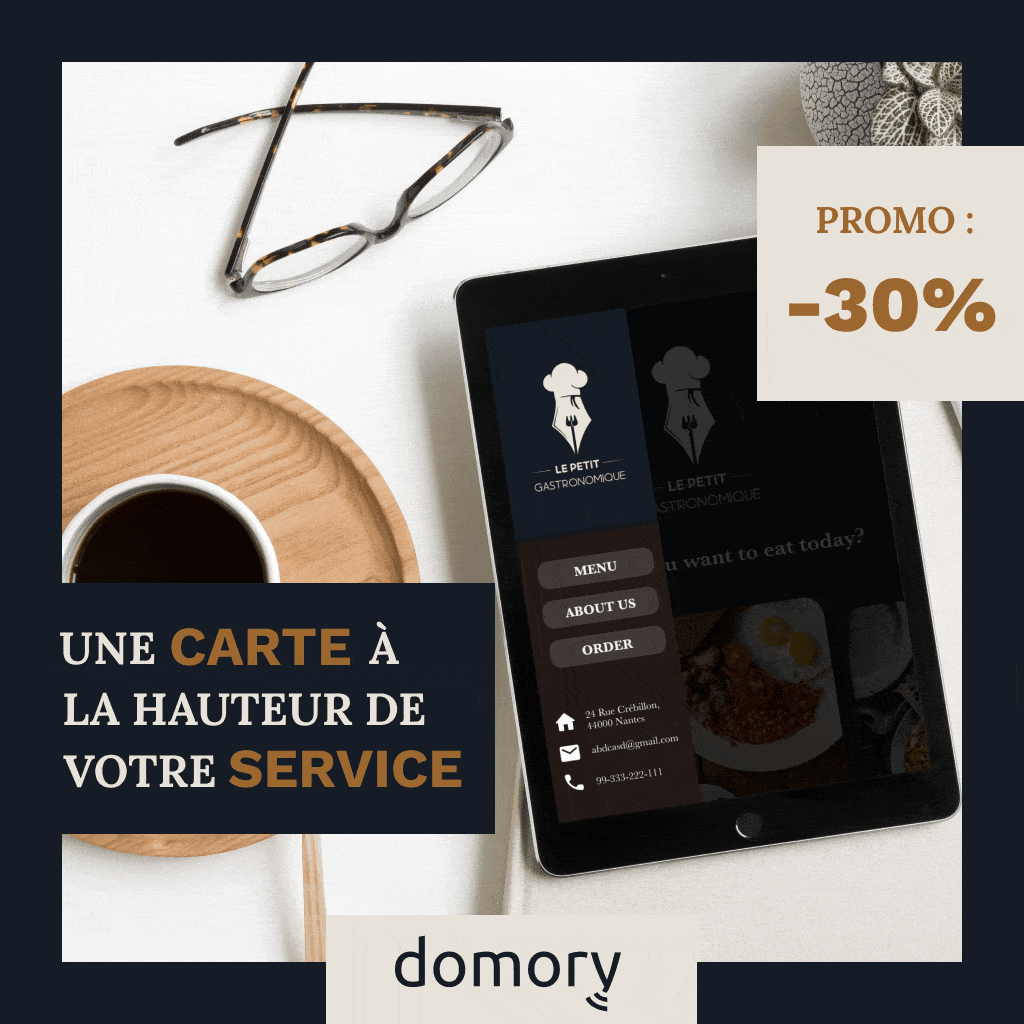 PROMO :
-30%
LE PETIT
GASTRONOMIQUE
LE PETIT
GASTRONOMIQUE
u want to eat today?
MENU
ABOUT US
ORDER
24 Rue Crébillon,
44000 Nantes
abdcasd@gmail.com
99-333-222-111
UNE CARTE À
LA HAUTEUR DE
VOTRE SERVICE
domory